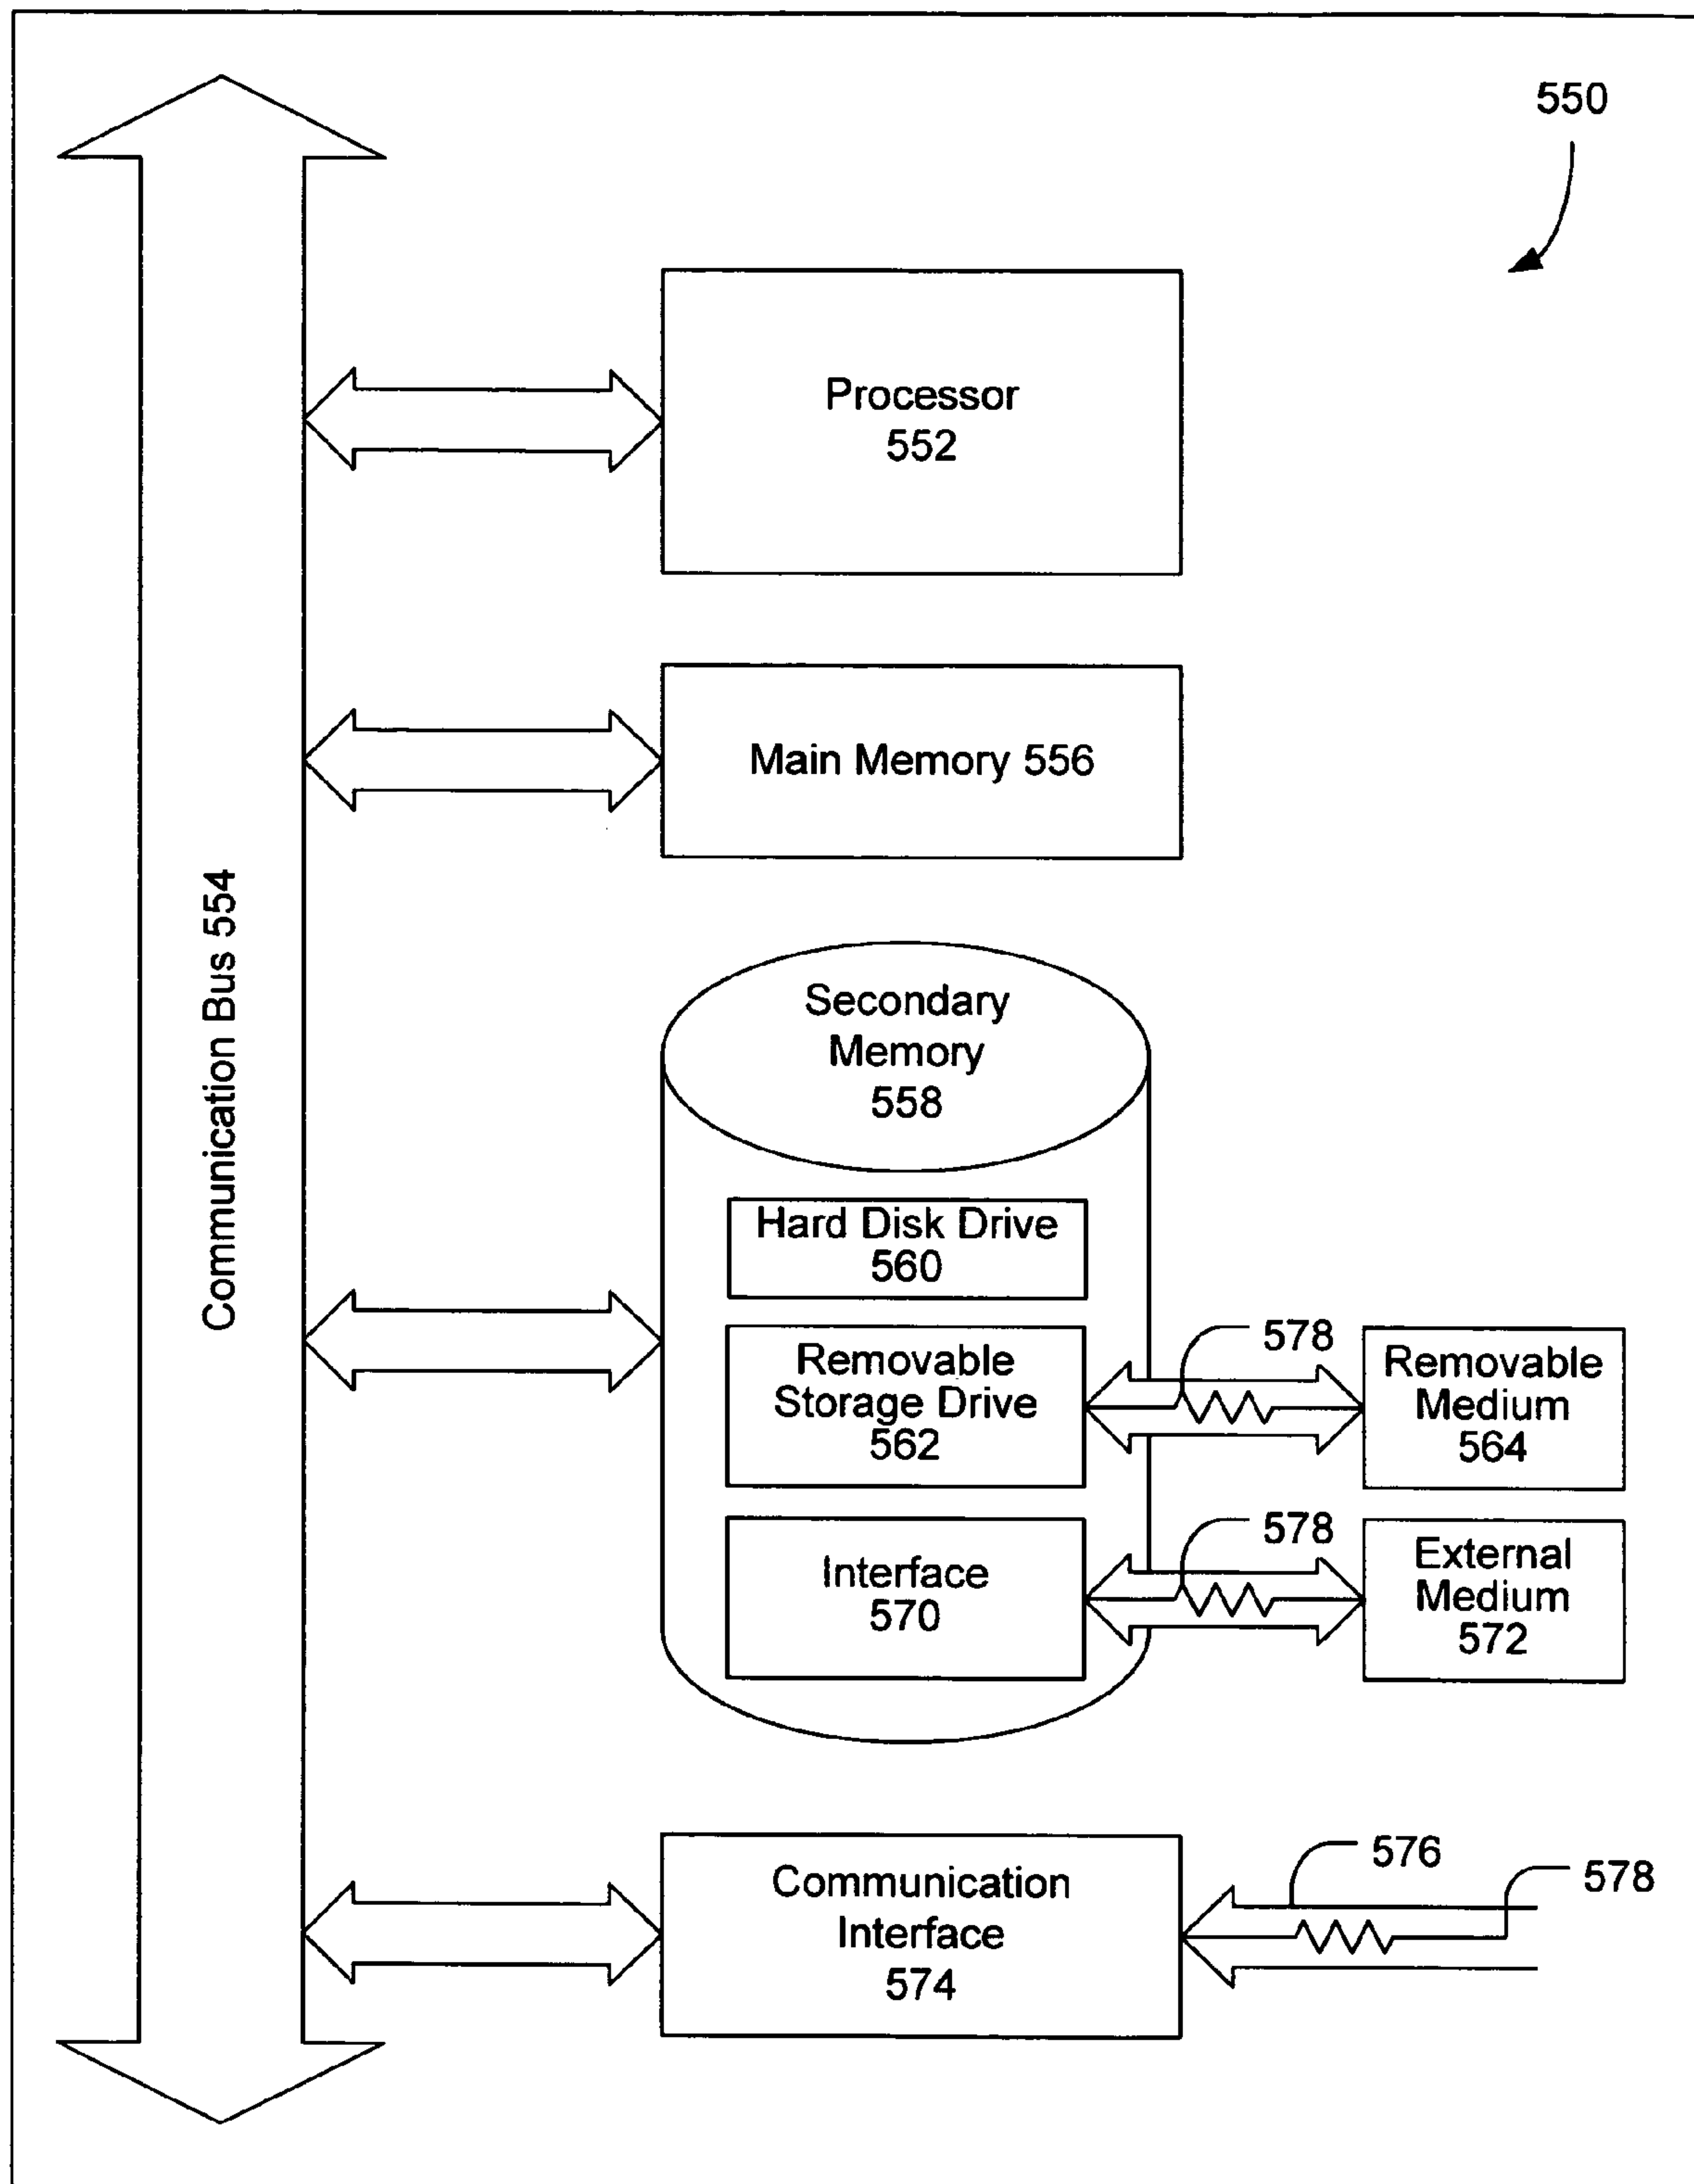 550
Processor
552
Main Memory 556
Communication Bus 554
Secondary
Memory
558
Hard Disk Drive
560
Removable
Storage Drive
562
578
Removable
Medium
564
Interface
570
578
External
Medium
572
Communication
Interface
574
576
578